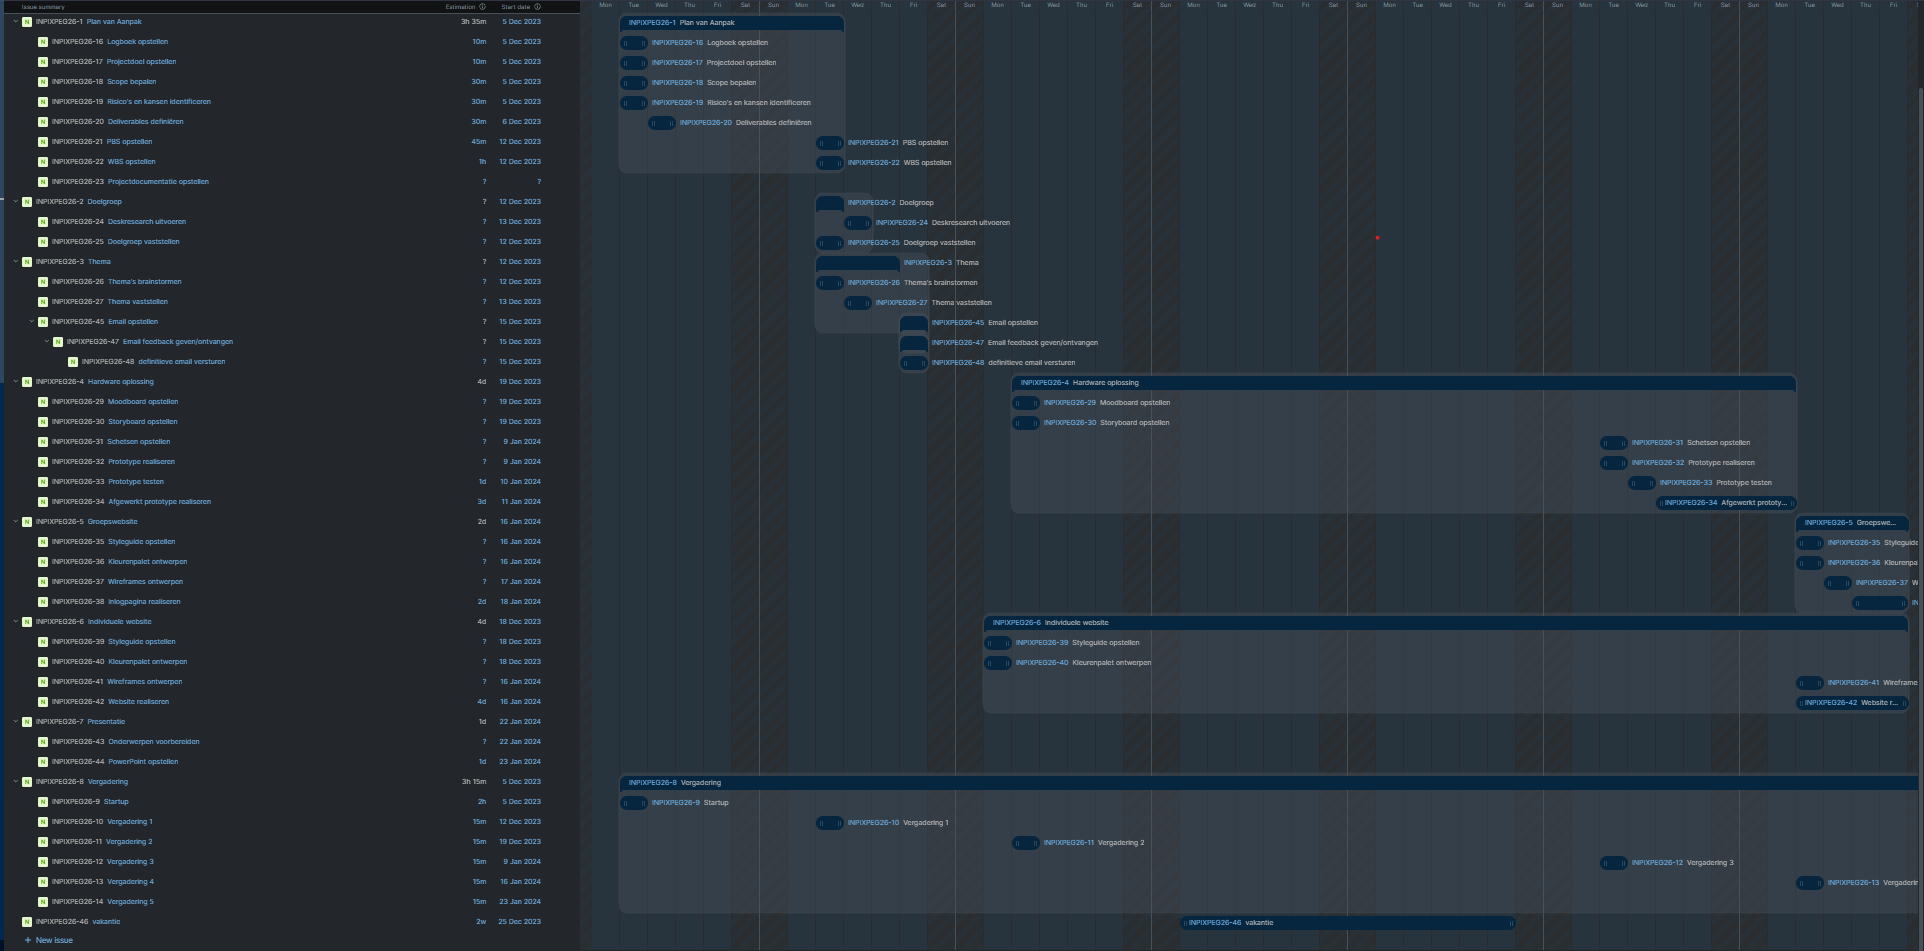 Issue summary Estimation Start date Mon Tue Wed Thu Fri Sat Sun Mon Tue Wed Thu Fri Sat Sun Mon Tue Wed Thu Fri Sat Sun Mon Tue Wed Thu Fri Sat Sun Mon Tue Wed Thu Fri Sat Sun Mon Tue Wed Thu Fri Sat Sun Mon Tue Wed Thu Fri
N INPIXPEG26-1 Plan van Aanpak 3h 35m 5 Dec 2023 INPIXPEG26-1 Plan van Aanpak
N INPIXPEG26-16 Logboek opstellen 10m 5 Dec 2023 INPIXPEG26-16 Logboek opstellen
N INPIXPEG26-17 Projectdoel opstellen 10m 5 Dec 2023 INPIXPEG26-17 Projectdoel opstellen
N INPIXPEG26-18 Scope bepalen 30m 5 Dec 2023 INPIXPEG26-18 Scope bepalen
N INPIXPEG26-19 Risico's en kansen identificeren 30m 5 Dec 2023 INPIXPEG26-19 Risico's en kansen identificeren
N INPIXPEG26-20 Deliverables definiëren 30m 6 Dec 2023 INPIXPEG26-20 Deliverables definiëren
N INPIXPEG26-21 PBS opstellen 45m 12 Dec 2023 INPIXPEG26-21 PBS opstellen
N INPIXPEG26-22 WBS opstellen 1h 12 Dec 2023 INPIXPEG26-22 WBS opstellen
N INPIXPEG26-23 Projectdocumentatie opstellen ? ?
N INPIXPEG26-2 Doelgroep ? 12 Dec 2023 INPIXPEG26-2 Doelgroep
N INPIXPEG26-24 Deskresearch uitvoeren ? 13 Dec 2023 INPIXPEG26-24 Deskresearch uitvoeren
N INPIXPEG26-25 Doelgroep vaststellen ? 12 Dec 2023 INPIXPEG26-25 Doelgroep vaststellen
N INPIXPEG26-3 Thema ? 12 Dec 2023 INPIXPEG26-3 Thema
N INPIXPEG26-26 Thema's brainstormen ? 12 Dec 2023 INPIXPEG26-26 Thema's brainstormen
N INPIXPEG26-27 Thema vaststellen ? 13 Dec 2023 INPIXPEG26-27 Thema vaststellen
N INPIXPEG26-45 Email opstellen ? 15 Dec 2023 INPIXPEG26-45 Email opstellen
N INPIXPEG26-47 Email feedback geven/ontvangen ? 15 Dec 2023 INPIXPEG26-47 Email feedback geven/ontvangen
N INPIXPEG26-48 definitieve email versturen ? 15 Dec 2023 INPIXPEG26-48 definitieve email versturen
N INPIXPEG26-4 Hardware oplossing 4d 19 Dec 2023 INPIXPEG26-4 Hardware oplossing
N INPIXPEG26-29 Moodboard opstellen ? 19 Dec 2023 INPIXPEG26-29 Moodboard opstellen
N INPIXPEG26-30 Storyboard opstellen ? 19 Dec 2023 INPIXPEG26-30 Storyboard opstellen
N INPIXPEG26-31 Schetsen opstellen ? 9 Jan 2024 INPIXPEG26-31 Schetsen opstellen
N INPIXPEG26-32 Prototype realiseren ? 9 Jan 2024 INPIXPEG26-32 Prototype realiseren
N INPIXPEG26-33 Prototype testen 1d 10 Jan 2024 INPIXPEG26-33 Prototype testen
N INPIXPEG26-34 Afgewerkt prototype realiseren 3d 11 Jan 2024 INPIXPEG26-34 Afgewerkt prototy...
N INPIXPEG26-5 Groepswebsite 2d 16 Jan 2024 INPIXPEG26-5 Groepswe...
N INPIXPEG26-35 Styleguide opstellen ? 16 Jan 2024 INPIXPEG26-35 Styleguide
N INPIXPEG26-36 Kleurenpalet ontwerpen ? 16 Jan 2024 INPIXPEG26-36 Kleurenpa
N INPIXPEG26-37 Wireframes ontwerpen ? 17 Jan 2024 INPIXPEG26-37 W
N INPIXPEG26-38 Inlogpagina realiseren 2d 18 Jan 2024 IN
N INPIXPEG26-6 Individuele website 4d 18 Dec 2023 INPIXPEG26-6 Individuele website
N INPIXPEG26-39 Styleguide opstellen ? 18 Dec 2023 INPIXPEG26-39 Styleguide opstellen
N INPIXPEG26-40 Kleurenpalet ontwerpen ? 18 Dec 2023 INPIXPEG26-40 Kleurenpalet ontwerpen
N INPIXPEG26-41 Wireframes ontwerpen ? 16 Jan 2024 INPIXPEG26-41 Wireframe
N INPIXPEG26-42 Website realiseren 4d 16 Jan 2024 INPIXPEG26-42 Website r...
N INPIXPEG26-7 Presentatie 1d 22 Jan 2024
N INPIXPEG26-43 Onderwerpen voorbereiden ? 22 Jan 2024
N INPIXPEG26-44 PowerPoint opstellen 1d 23 Jan 2024
N INPIXPEG26-8 Vergadering 3h 15m 5 Dec 2023 INPIXPEG26-8 Vergadering
N INPIXPEG26-9 Startup 2h 5 Dec 2023 INPIXPEG26-9 Startup
N INPIXPEG26-10 Vergadering 1 15m 12 Dec 2023 INPIXPEG26-10 Vergadering 1
N INPIXPEG26-11 Vergadering 2 15m 19 Dec 2023 INPIXPEG26-11 Vergadering 2
N INPIXPEG26-12 Vergadering 3 15m 9 Jan 2024 INPIXPEG26-12 Vergadering 3
N INPIXPEG26-13 Vergadering 4 15m 16 Jan 2024 INPIXPEG26-13 Vergaderin
N INPIXPEG26-14 Vergadering 5 15m 23 Jan 2024
N INPIXPEG26-46 vakantie 2w 25 Dec 2023 INPIXPEG26-46 vakantie
+ New issue